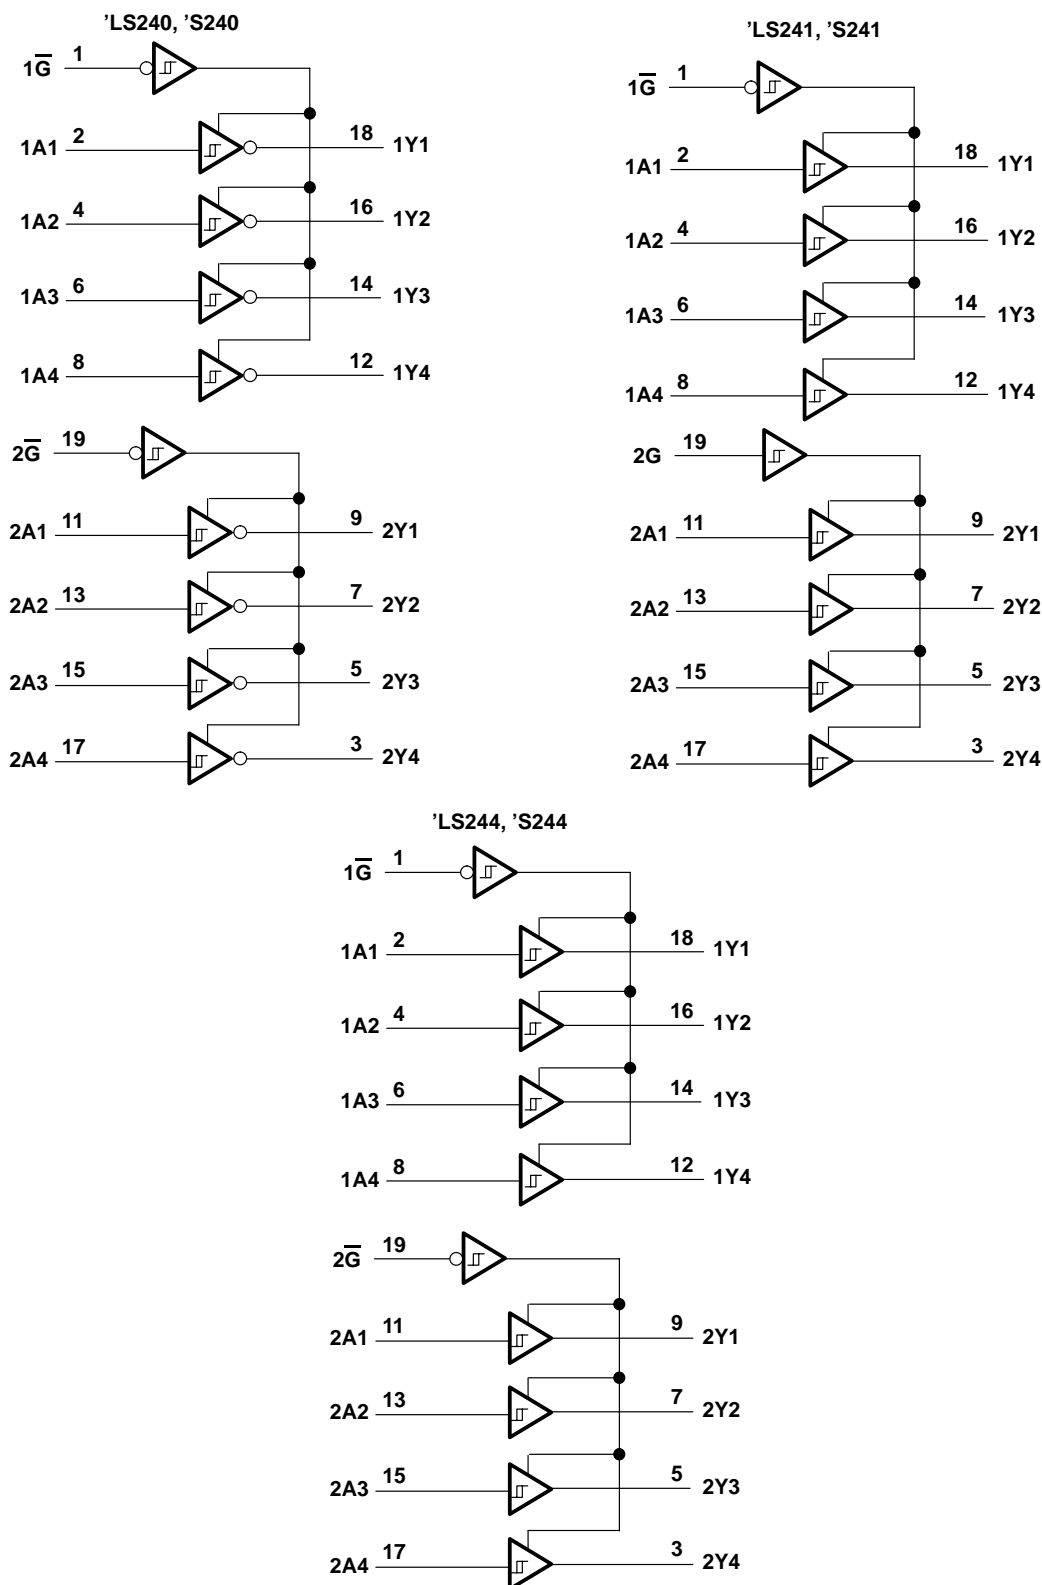 ’LS240, ’S240
1G̅ 1
1A1 2 18 1Y1
1A2 4 16 1Y2
1A3 6 14 1Y3
1A4 8 12 1Y4
2G̅ 19
2A1 11 9 2Y1
2A2 13 7 2Y2
2A3 15 5 2Y3
2A4 17 3 2Y4
’LS241, ’S241
1G̅ 1
1A1 2 18 1Y1
1A2 4 16 1Y2
1A3 6 14 1Y3
1A4 8 12 1Y4
2G 19
2A1 11 9 2Y1
2A2 13 7 2Y2
2A3 15 5 2Y3
2A4 17 3 2Y4
’LS244, ’S244
1G̅ 1
1A1 2 18 1Y1
1A2 4 16 1Y2
1A3 6 14 1Y3
1A4 8 12 1Y4
2G̅ 19
2A1 11 9 2Y1
2A2 13 7 2Y2
2A3 15 5 2Y3
2A4 17 3 2Y4